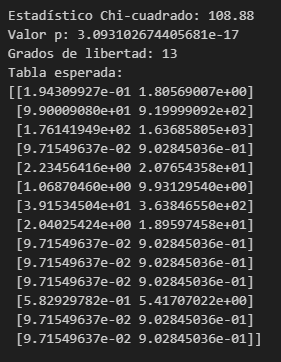 Estadístico Chi-cuadrado: 108.88
Valor p: 3.093102674405681e-17
Grados de libertad: 13
Tabla esperada:
[[1.94309927e-01 1.80569007e+00]
 [9.90009080e+01 9.19999092e+02]
 [1.76141949e+02 1.63685805e+03]
 [9.71549637e-02 9.02845036e-01]
 [2.23456416e+00 2.07654358e+01]
 [1.06870460e+00 9.93129540e+00]
 [3.91534504e+01 3.63846550e+02]
 [2.04025424e+00 1.89597458e+01]
 [9.71549637e-02 9.02845036e-01]
 [9.71549637e-02 9.02845036e-01]
 [9.71549637e-02 9.02845036e-01]
 [5.82929782e-01 5.41707022e+00]
 [9.71549637e-02 9.02845036e-01]
 [9.71549637e-02 9.02845036e-01]]